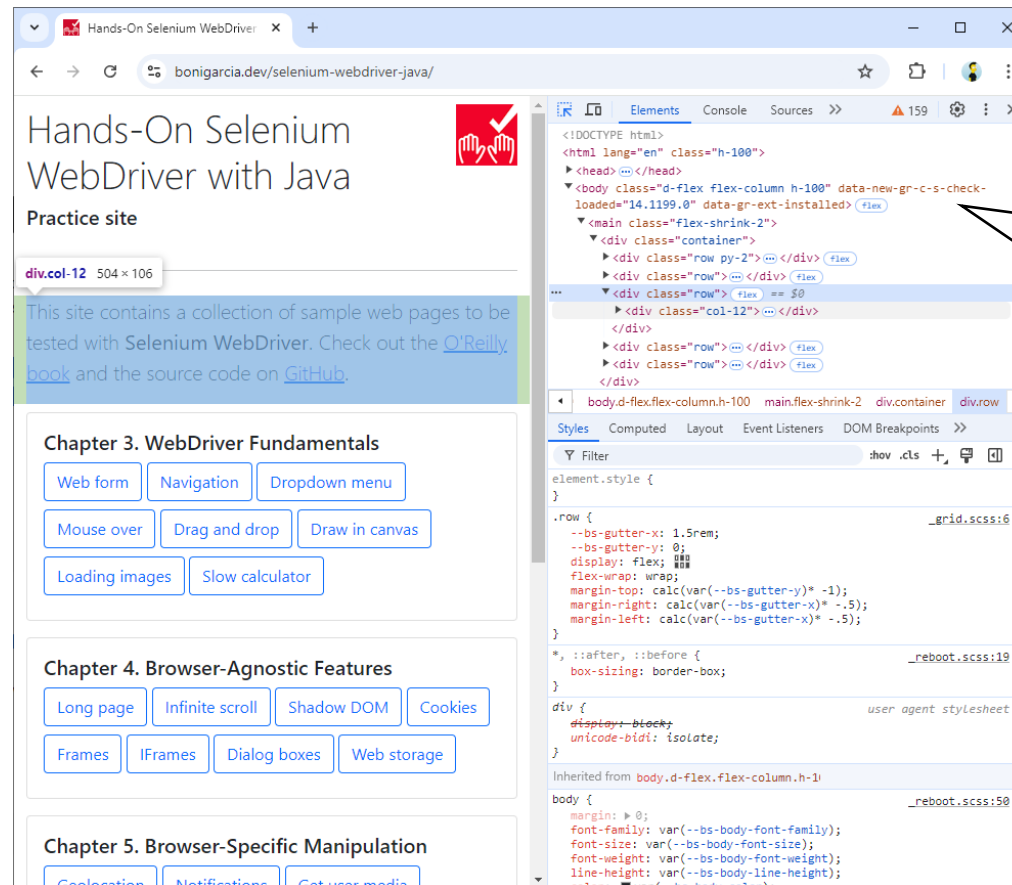 Hands-On Selenium WebDriver
bonigarcia.dev/selenium-webdriver-java/
Hands-On Selenium
WebDriver with Java
Practice site
div.col-12 504 × 106
This site contains a collection of sample web pages to be
tested with Selenium WebDriver. Check out the O'Reilly
book and the source code on GitHub.
Chapter 3. WebDriver Fundamentals
Web form Navigation Dropdown menu
Mouse over Drag and drop Draw in canvas
Loading images Slow calculator
Chapter 4. Browser-Agnostic Features
Long page Infinite scroll Shadow DOM Cookies
Frames IFrames Dialog boxes Web storage
Chapter 5. Browser-Specific Manipulation
Geolocation Notifications Get user media
Elements Console Sources 159
<!DOCTYPE html>
<html lang="en" class="h-100">
<head> ··· </head>
<body class="d-flex flex-column h-100" data-new-gr-c-s-check-
loaded="14.1199.0" data-gr-ext-installed> flex
<main class="flex-shrink-2">
<div class="container">
<div class="row py-2"> ··· </div> flex
<div class="row"> ··· </div> flex
··· <div class="row"> flex == $0
<div class="col-12"> ··· </div>
</div>
<div class="row"> ··· </div> flex
<div class="row"> ··· </div> flex
</div>
body.d-flex.flex-column.h-100 main.flex-shrink-2 div.container div.row
Styles Computed Layout Event Listeners DOM Breakpoints
Filter :hov .cls
element.style {
}
.row { _grid.scss:6
--bs-gutter-x: 1.5rem;
--bs-gutter-y: 0;
display: flex;
flex-wrap: wrap;
margin-top: calc(var(--bs-gutter-y)* -1);
margin-right: calc(var(--bs-gutter-x)* -.5);
margin-left: calc(var(--bs-gutter-x)* -.5);
}
*, ::after, ::before { _reboot.scss:19
box-sizing: border-box;
}
div { user agent stylesheet
display: block;
unicode-bidi: isolate;
}
Inherited from body.d-flex.flex-column.h-1
body { _reboot.scss:50
margin: 0;
font-family: var(--bs-body-font-family);
font-size: var(--bs-body-font-size);
font-weight: var(--bs-body-font-weight);
line-height: var(--bs-body-line-height);